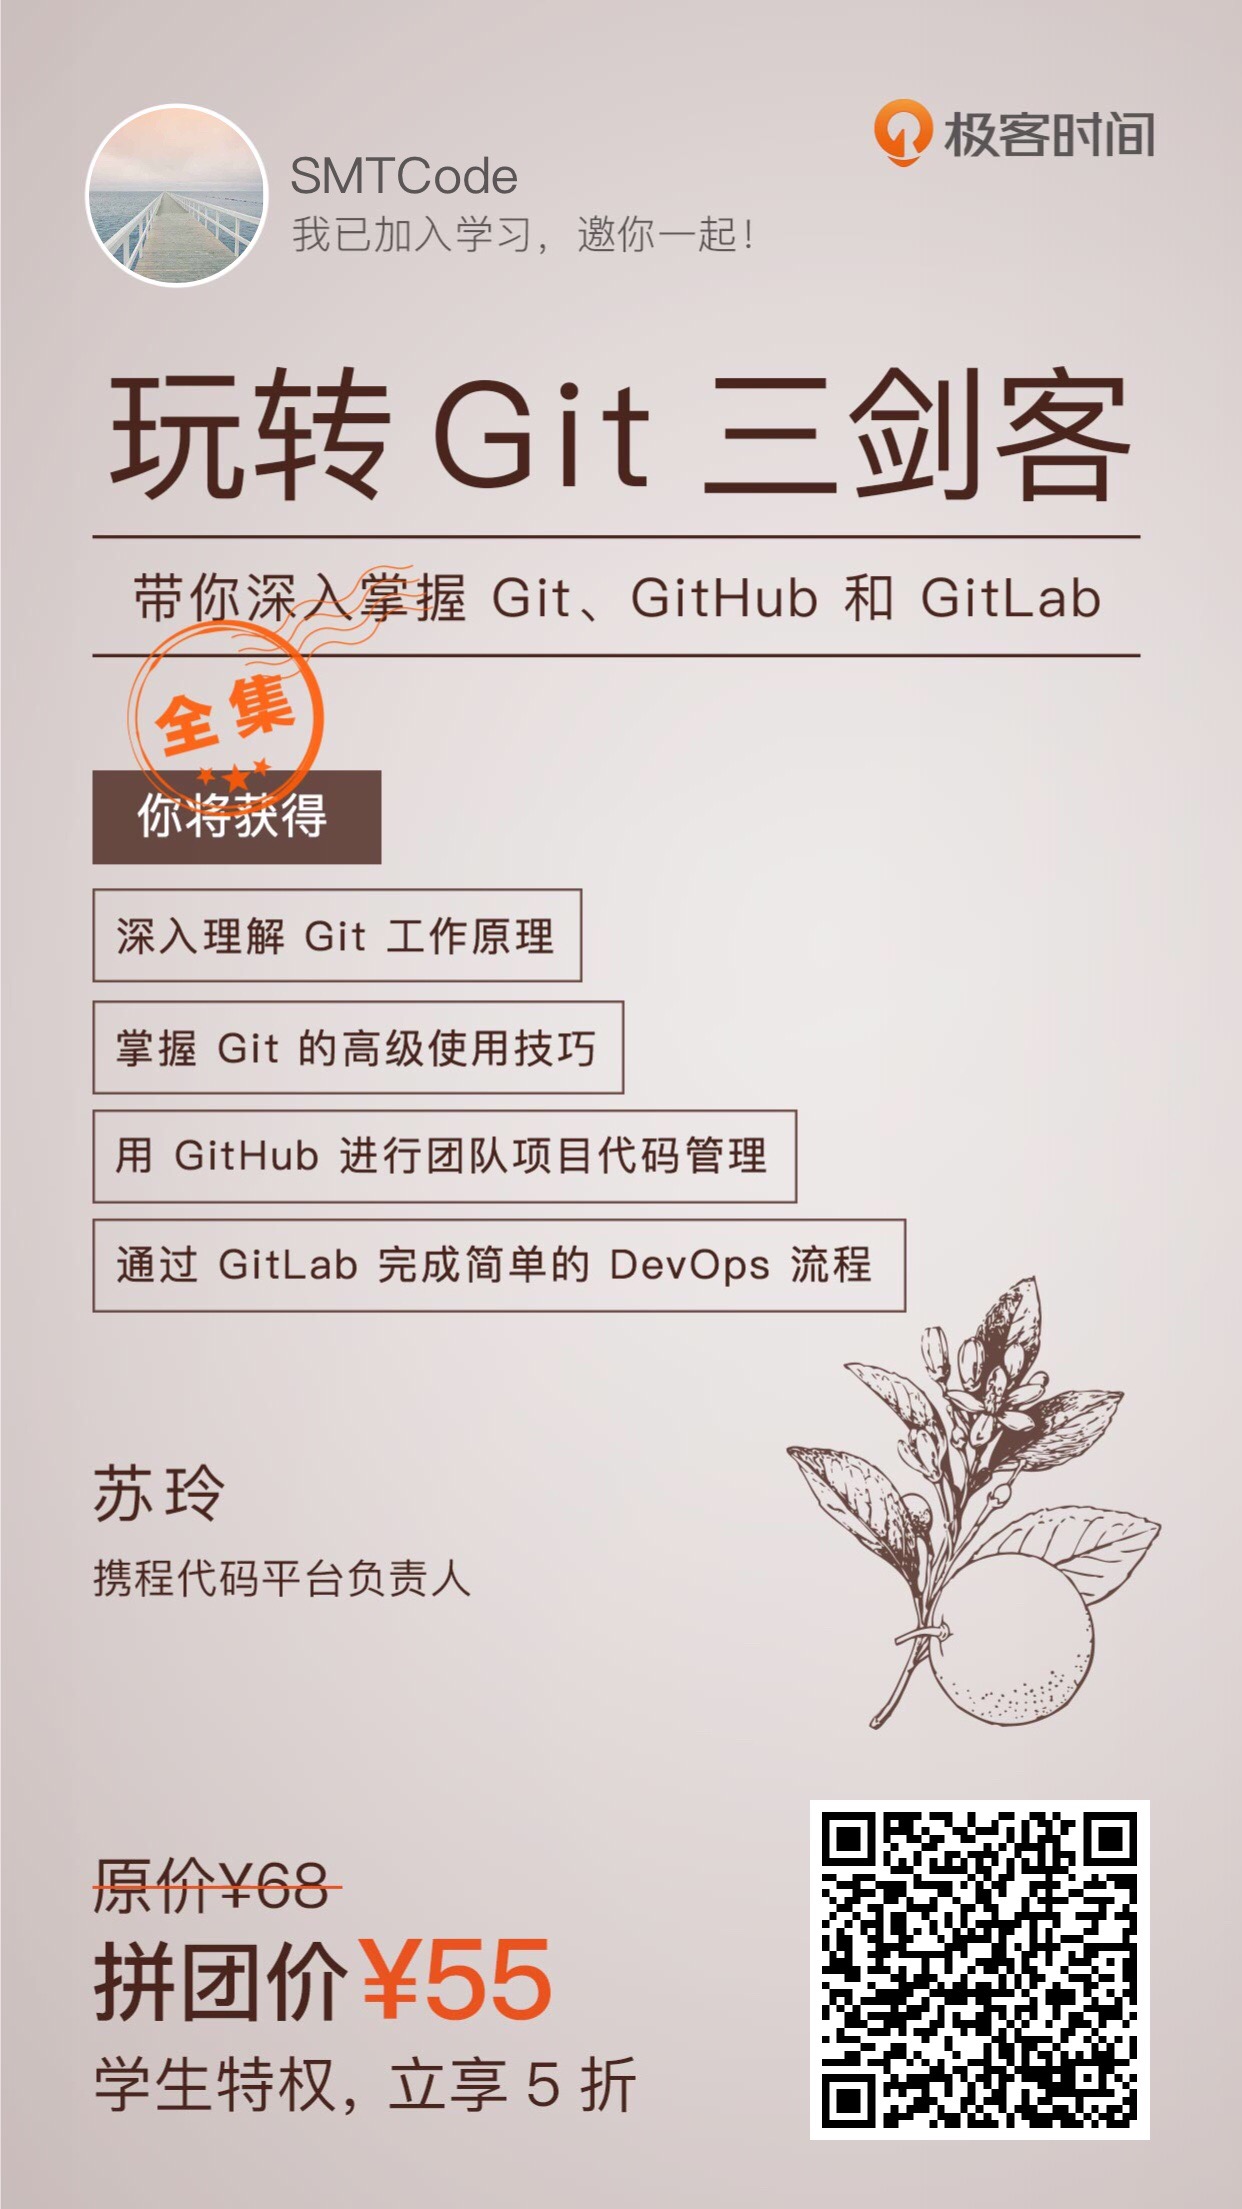 极客时间
SMTCode
我已加入学习，邀你一起！
玩转 Git 三剑客
带你深入掌握 Git、GitHub 和 GitLab
全集
你将获得
深入理解 Git 工作原理
掌握 Git 的高级使用技巧
用 GitHub 进行团队项目代码管理
通过 GitLab 完成简单的 DevOps 流程
苏玲
携程代码平台负责人
原价¥68
拼团价¥55
学生特权，立享 5 折